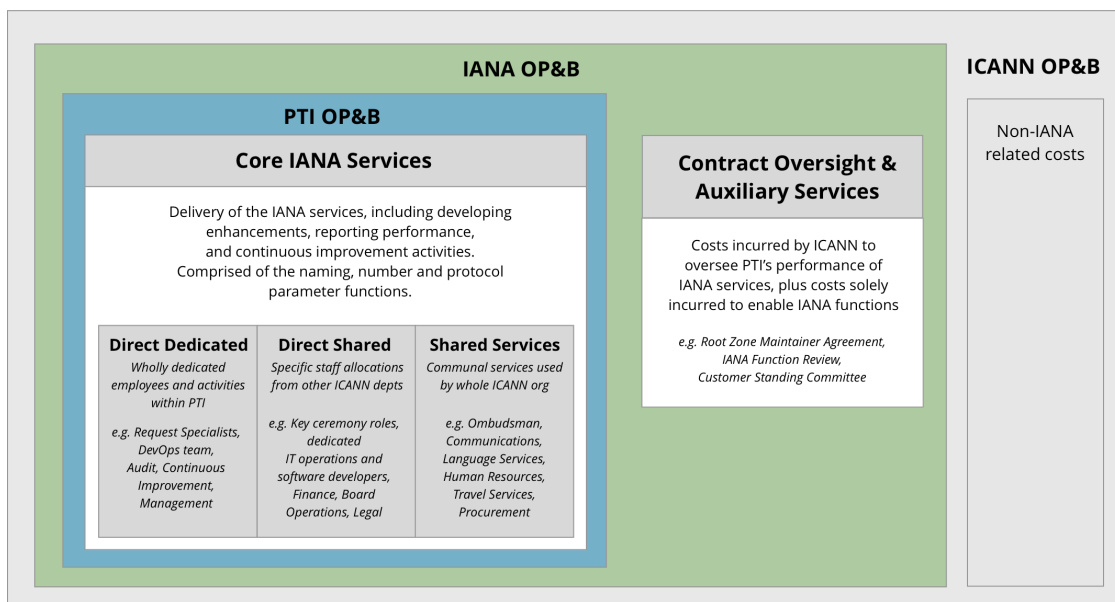 IANA OP&B
ICANN OP&B
PTI OP&B
Core IANA Services
Delivery of the IANA services, including developing
enhancements, reporting performance,
and continuous improvement activities.
Comprised of the naming, number and protocol
parameter functions.
Direct Dedicated
Wholly dedicated
employees and activities
within PTI
e.g. Request Specialists,
DevOps team,
Audit, Continuous
Improvement,
Management
Direct Shared
Specific staff allocations
from other ICANN depts
e.g. Key ceremony roles,
dedicated
IT operations and
software developers,
Finance, Board
Operations, Legal
Shared Services
Communal services used
by whole ICANN org
e.g. Ombudsman,
Communications,
Language Services,
Human Resources,
Travel Services,
Procurement
Contract Oversight &
Auxiliary Services
Costs incurred by ICANN to
oversee PTI’s performance of
IANA services, plus costs solely
incurred to enable IANA functions
e.g. Root Zone Maintainer Agreement,
IANA Function Review,
Customer Standing Committee
Non-IANA
related costs